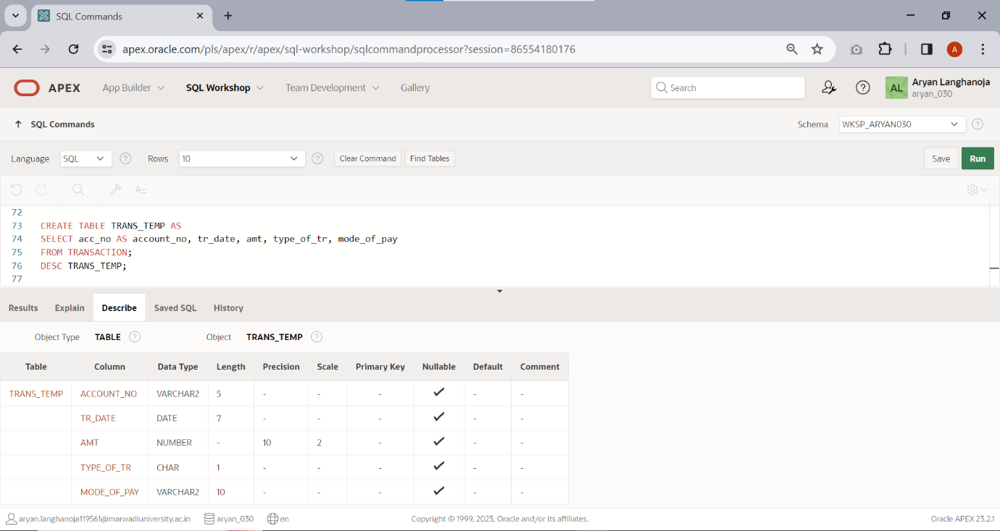 SQL Commands
apex.oracle.com/pls/apex/r/apex/sql-workshop/sqlcommandprocessor?session=86554180176
A
APEX App Builder SQL Workshop Team Development Gallery Search ? AL Aryan Langhanoja
aryan_030
SQL Commands Schema WKSP_ARYAN030 ?
Language SQL ? Rows 10 ? Clear Command Find Tables Save Run
A
72
73 CREATE TABLE TRANS_TEMP AS
74 SELECT acc_no AS account_no, tr_date, amt, type_of_tr, mode_of_pay
75 FROM TRANSACTION;
76 DESC TRANS_TEMP;
77
Results Explain Describe Saved SQL History
Object Type TABLE ? Object TRANS_TEMP ?
Table Column Data Type Length Precision Scale Primary Key Nullable Default Comment
TRANS_TEMP ACCOUNT_NO VARCHAR2 5 - - - - -
TR_DATE DATE 7 - - - - -
AMT NUMBER - 10 2 - - -
TYPE_OF_TR CHAR 1 - - - - -
MODE_OF_PAY VARCHAR2 10 - - - - -
aryan.langhanoja119561@marwadiuniversity.ac.in aryan_030 en Copyright © 1999, 2023, Oracle and/or its affiliates. Oracle APEX 23.2.1